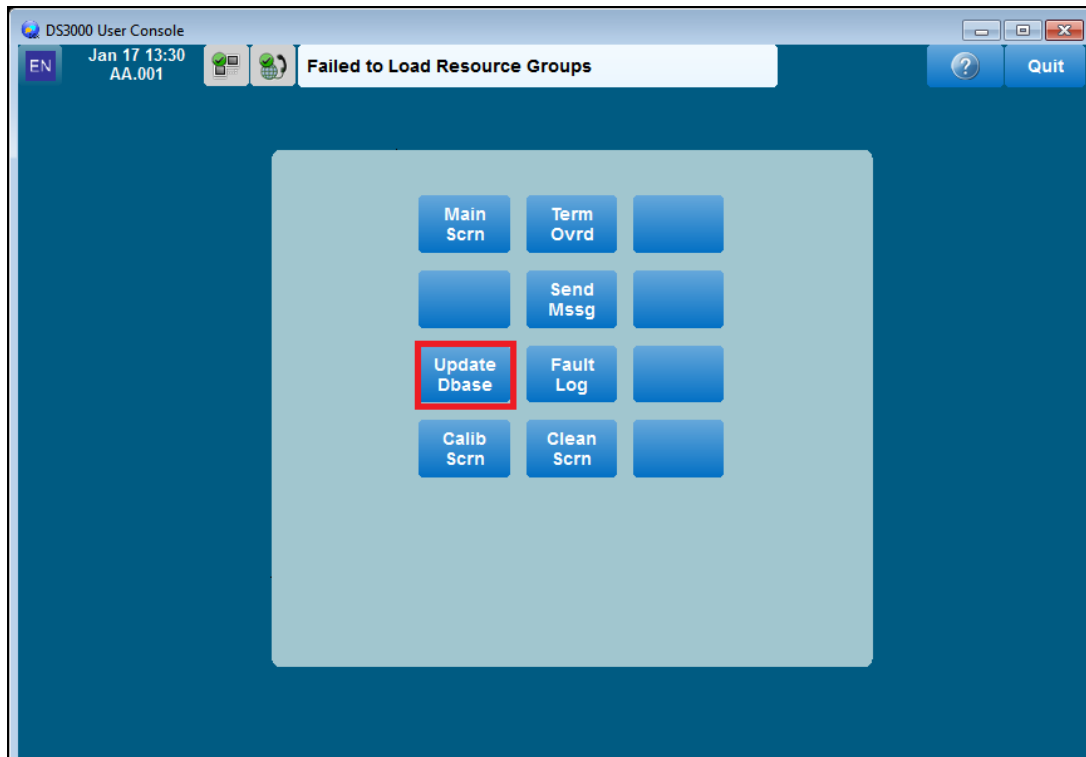 DS3000 User Console
EN
Jan 17 13:30
AA.001
Failed to Load Resource Groups
?
Quit
Main
Scrn
Term
Ovrd
Send
Mssg
Update
Dbase
Fault
Log
Calib
Scrn
Clean
Scrn